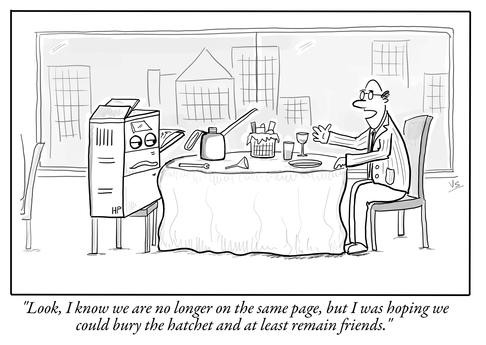 HP
VS
"Look, I know we are no longer on the same page, but I was hoping we
could bury the hatchet and at least remain friends."